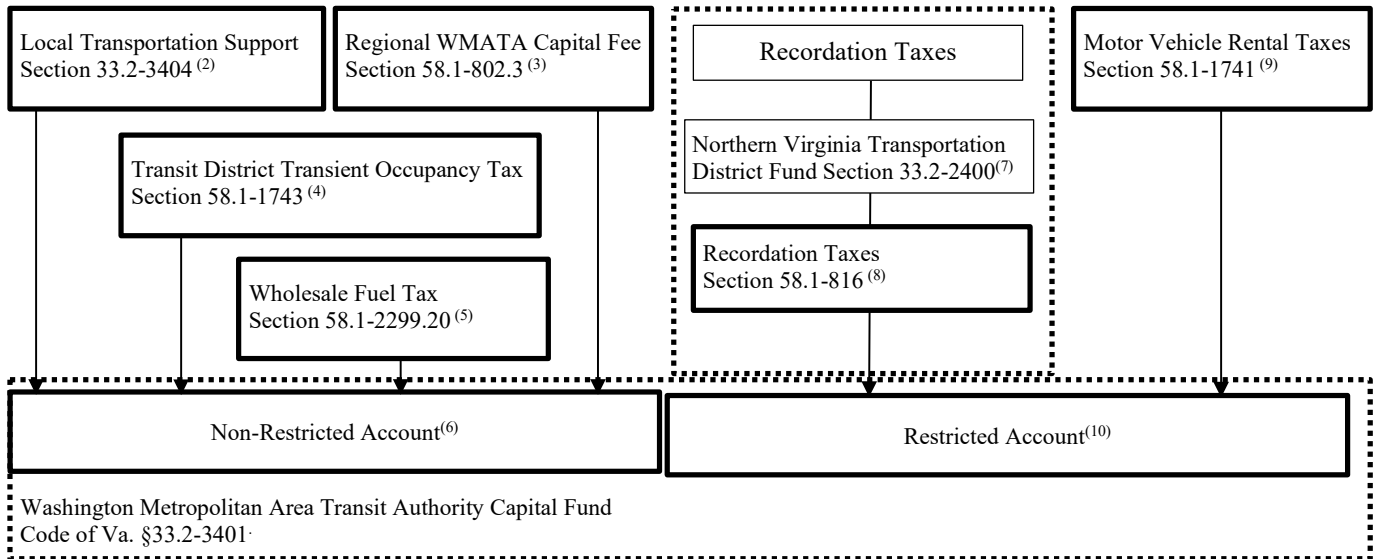 Local Transportation Support
Section 33.2-3404 (2)
Regional WMATA Capital Fee
Section 58.1-802.3 (3)
Recordation Taxes
Motor Vehicle Rental Taxes
Section 58.1-1741 (9)
Transit District Transient Occupancy Tax
Section 58.1-1743 (4)
Northern Virginia Transportation
District Fund Section 33.2-2400(7)
Recordation Taxes
Section 58.1-816 (8)
Wholesale Fuel Tax
Section 58.1-2299.20 (5)
Non-Restricted Account(6)
Restricted Account(10)
Washington Metropolitan Area Transit Authority Capital Fund
Code of Va. §33.2-3401.